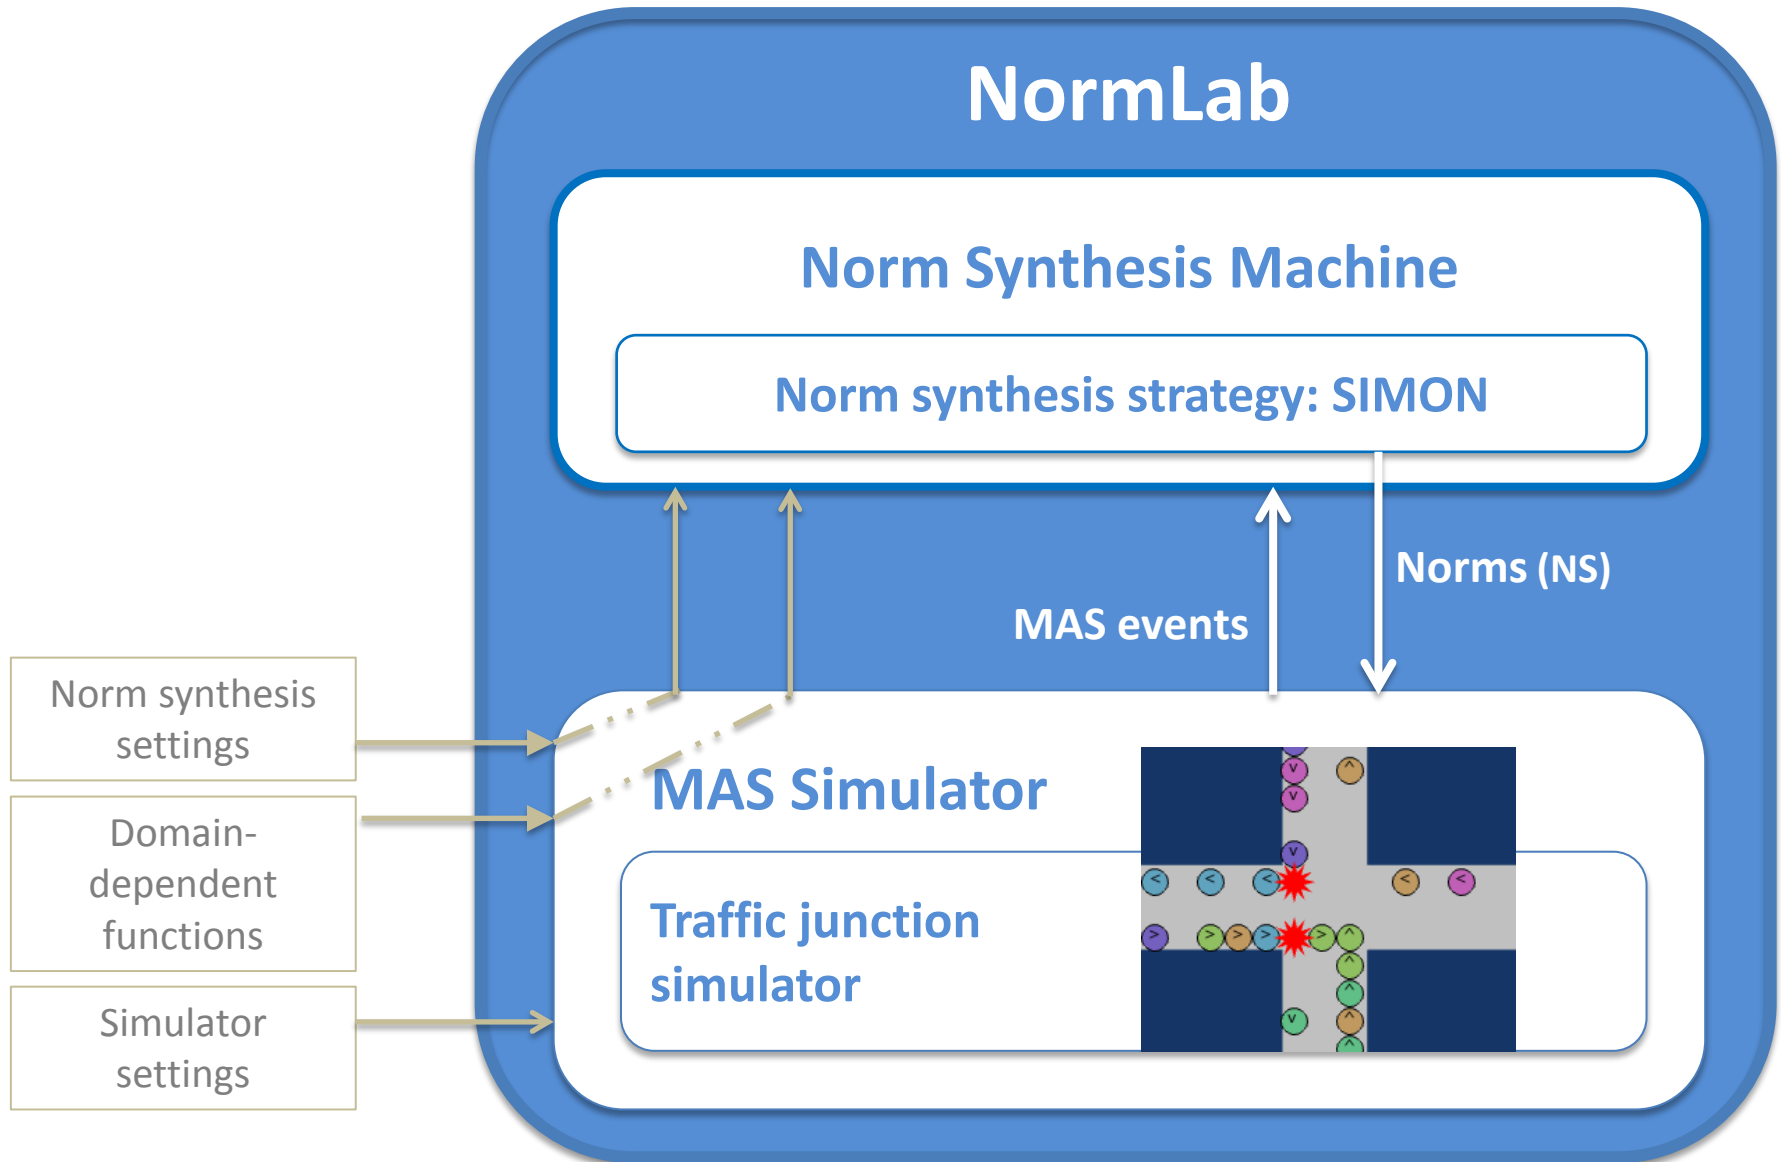 NormLab
Norm Synthesis Machine
Norm synthesis strategy: SIMON
Norms (NS)
MAS events
Norm synthesis
settings
Domain-
dependent
functions
Simulator
settings
MAS Simulator
Traffic junction
simulator